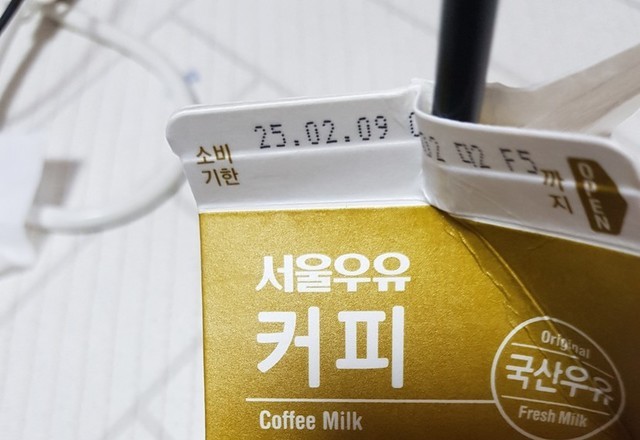 소비
기한
25.02.09
02 F5
까지
OPEN
서울우유
커피
Coffee Milk
Original
국산우유
Fresh Milk